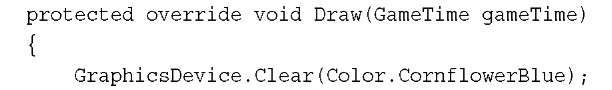 protected override void Draw(GameTime gameTime)
{
    GraphicsDevice.Clear(Color.CornflowerBlue);